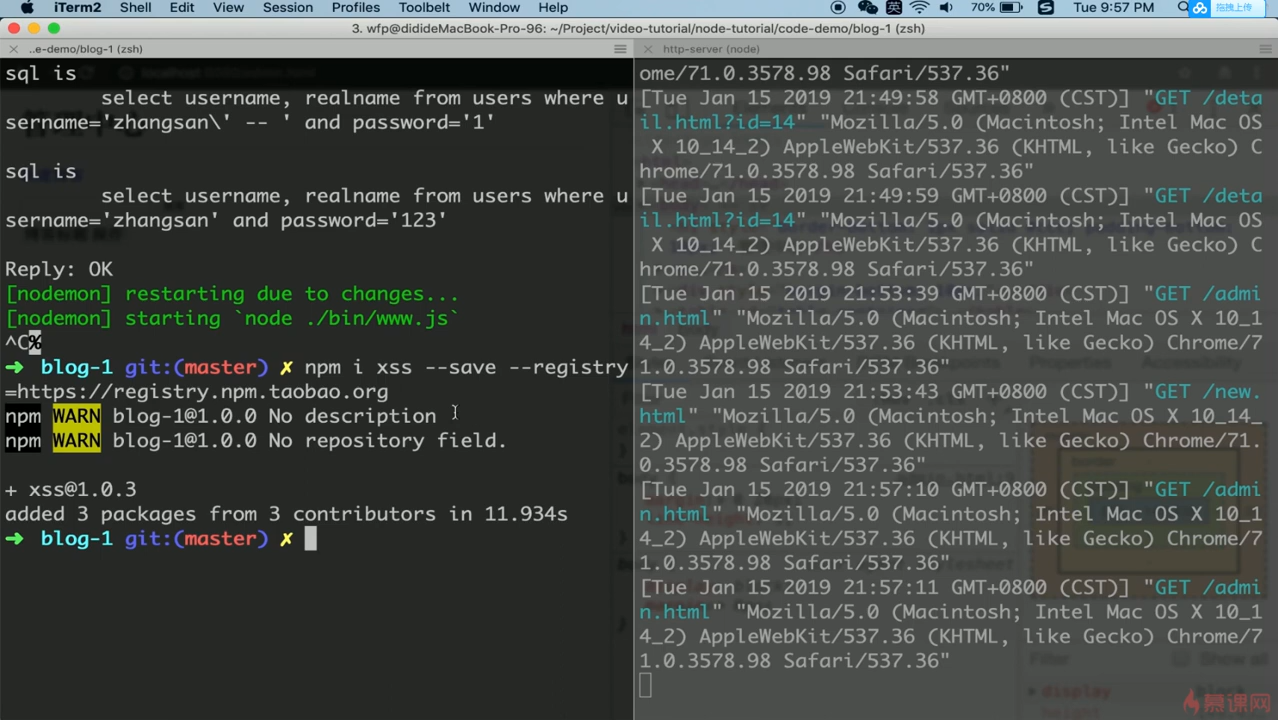 iTerm2 Shell Edit View Session Profiles Toolbelt Window Help 英 70% Tue 9:57 PM 拖拽上传
3. wfp@didideMacBook-Pro-96: ~/Project/video-tutorial/node-tutorial/code-demo/blog-1 (zsh)
..e-demo/blog-1 (zsh)
sql is
select username, realname from users where u
sername='zhangsan\' -- ' and password='1'
sql is
select username, realname from users where u
sername='zhangsan' and password='123'
Reply: OK
[nodemon] restarting due to changes...
[nodemon] starting `node ./bin/www.js`
^C%
➜ blog-1 git:(master) ✗ npm i xss --save --registry
=https://registry.npm.taobao.org
npm WARN blog-1@1.0.0 No description
npm WARN blog-1@1.0.0 No repository field.
+ xss@1.0.3
added 3 packages from 3 contributors in 11.934s
➜ blog-1 git:(master) ✗
http-server (node)
ome/71.0.3578.98 Safari/537.36"
[Tue Jan 15 2019 21:49:58 GMT+0800 (CST)] "GET /deta
il.html?id=14" "Mozilla/5.0 (Macintosh; Intel Mac OS
X 10_14_2) AppleWebKit/537.36 (KHTML, like Gecko) C
hrome/71.0.3578.98 Safari/537.36"
[Tue Jan 15 2019 21:49:59 GMT+0800 (CST)] "GET /deta
il.html?id=14" "Mozilla/5.0 (Macintosh; Intel Mac OS
X 10_14_2) AppleWebKit/537.36 (KHTML, like Gecko) C
hrome/71.0.3578.98 Safari/537.36"
[Tue Jan 15 2019 21:53:39 GMT+0800 (CST)] "GET /admi
n.html" "Mozilla/5.0 (Macintosh; Intel Mac OS X 10_1
4_2) AppleWebKit/537.36 (KHTML, like Gecko) Chrome/7
1.0.3578.98 Safari/537.36"
[Tue Jan 15 2019 21:53:43 GMT+0800 (CST)] "GET /new.
html" "Mozilla/5.0 (Macintosh; Intel Mac OS X 10_14_
2) AppleWebKit/537.36 (KHTML, like Gecko) Chrome/71.
0.3578.98 Safari/537.36"
[Tue Jan 15 2019 21:57:10 GMT+0800 (CST)] "GET /admi
n.html" "Mozilla/5.0 (Macintosh; Intel Mac OS X 10_1
4_2) AppleWebKit/537.36 (KHTML, like Gecko) Chrome/7
1.0.3578.98 Safari/537.36"
[Tue Jan 15 2019 21:57:11 GMT+0800 (CST)] "GET /admi
n.html" "Mozilla/5.0 (Macintosh; Intel Mac OS X 10_1
4_2) AppleWebKit/537.36 (KHTML, like Gecko) Chrome/7
1.0.3578.98 Safari/537.36"
Filter Show all
display block
慕课网